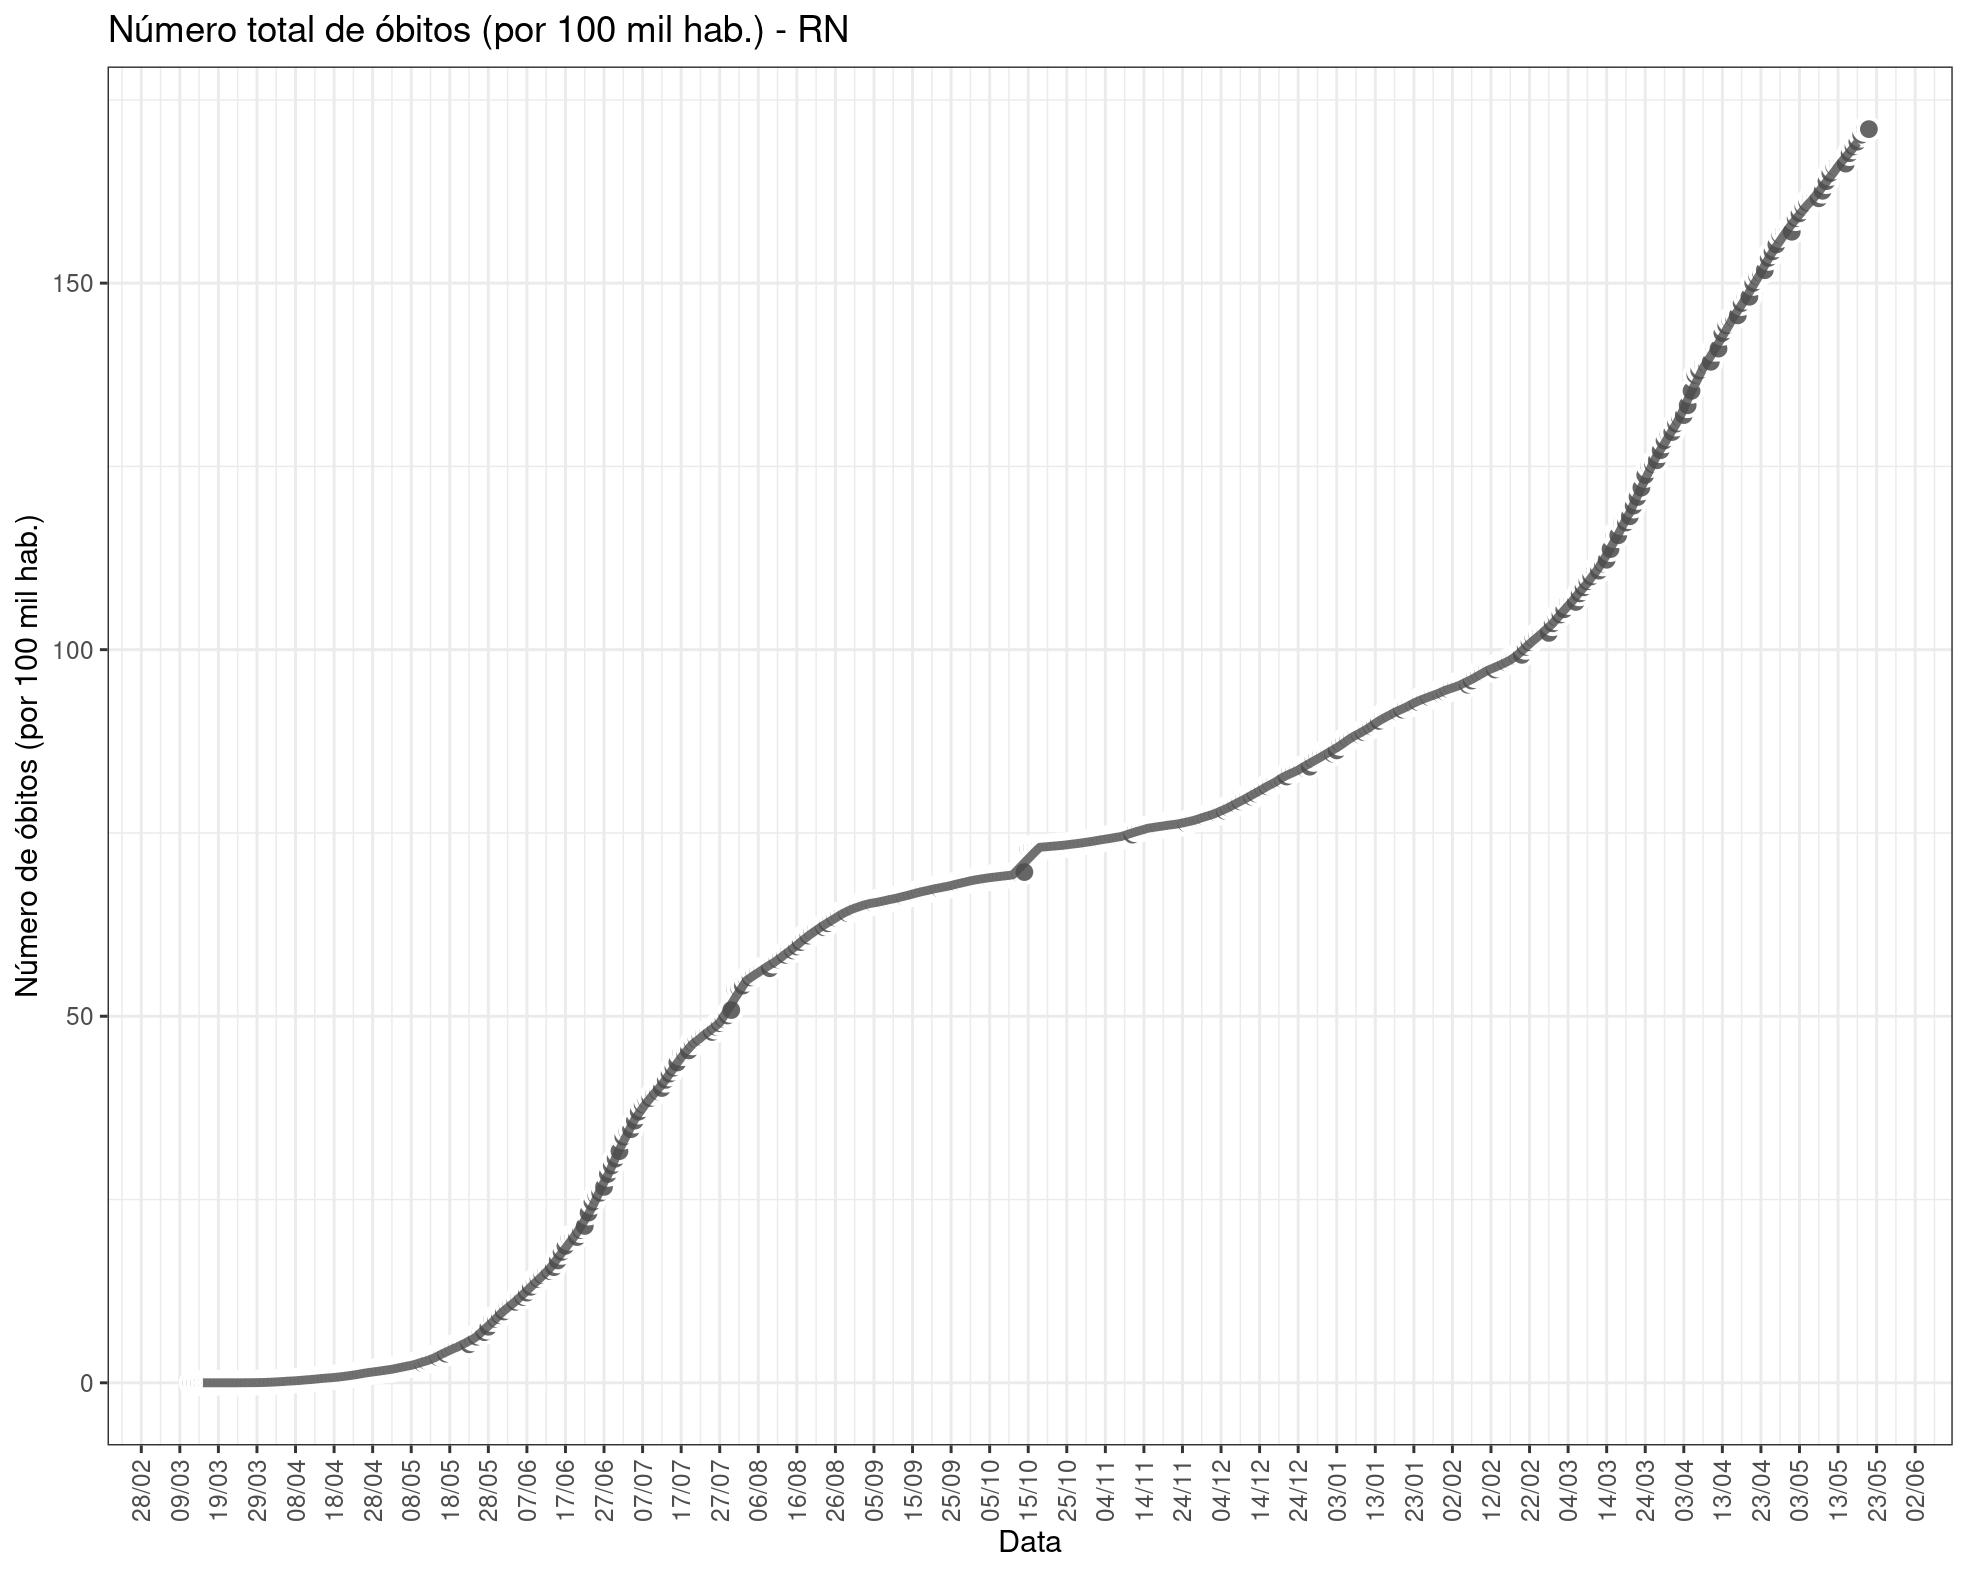 Número total de óbitos (por 100 mil hab.) - RN
Número de óbitos (por 100 mil hab.)
150
100
50
0
28/02 09/03 19/03 29/03 08/04 18/04 28/04 08/05 18/05 28/05 07/06 17/06 27/06 07/07 17/07 27/07 06/08 16/08 26/08 05/09 15/09 25/09 05/10 15/10 25/10 04/11 14/11 24/11 04/12 14/12 24/12 03/01 13/01 23/01 02/02 12/02 22/02 04/03 14/03 24/03 03/04 13/04 23/04 03/05 13/05 23/05 02/06
Data